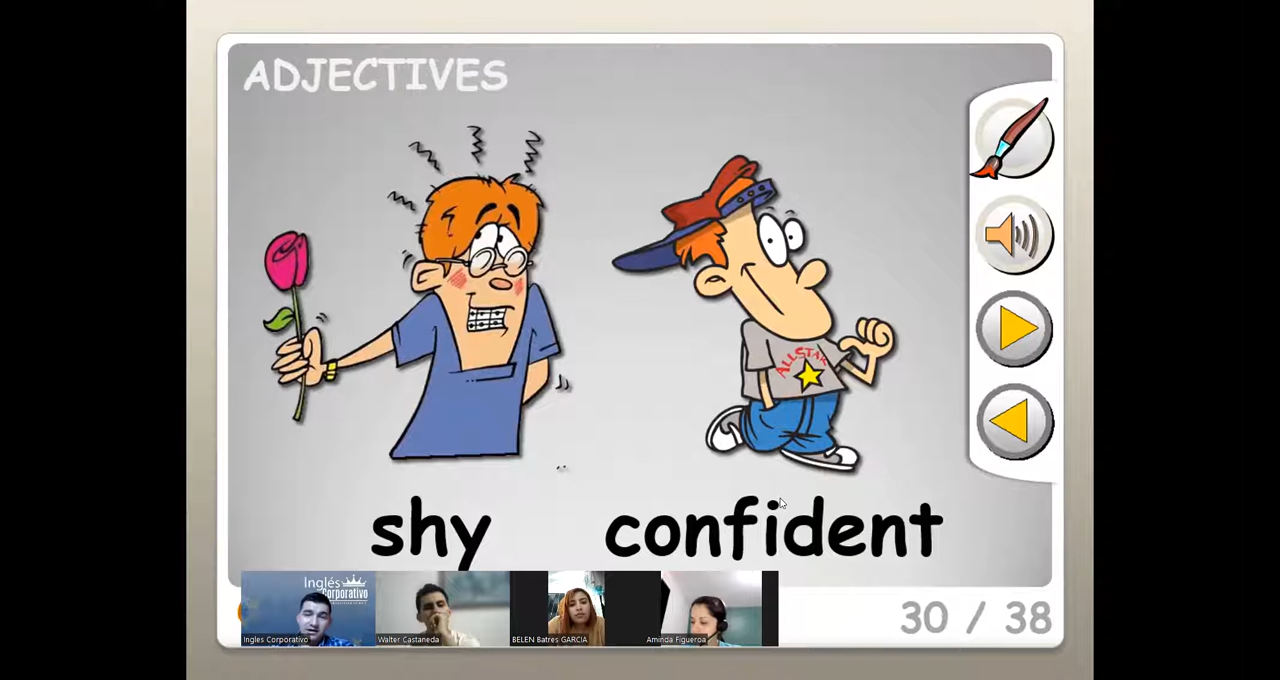 ADJECTIVES
ALLSTAR
shy confident
Inglés
Corporativo
Ingles Corporativo
Walter Castaneda
BELEN Batres GARCIA
Aminda Figueroa
30 / 38